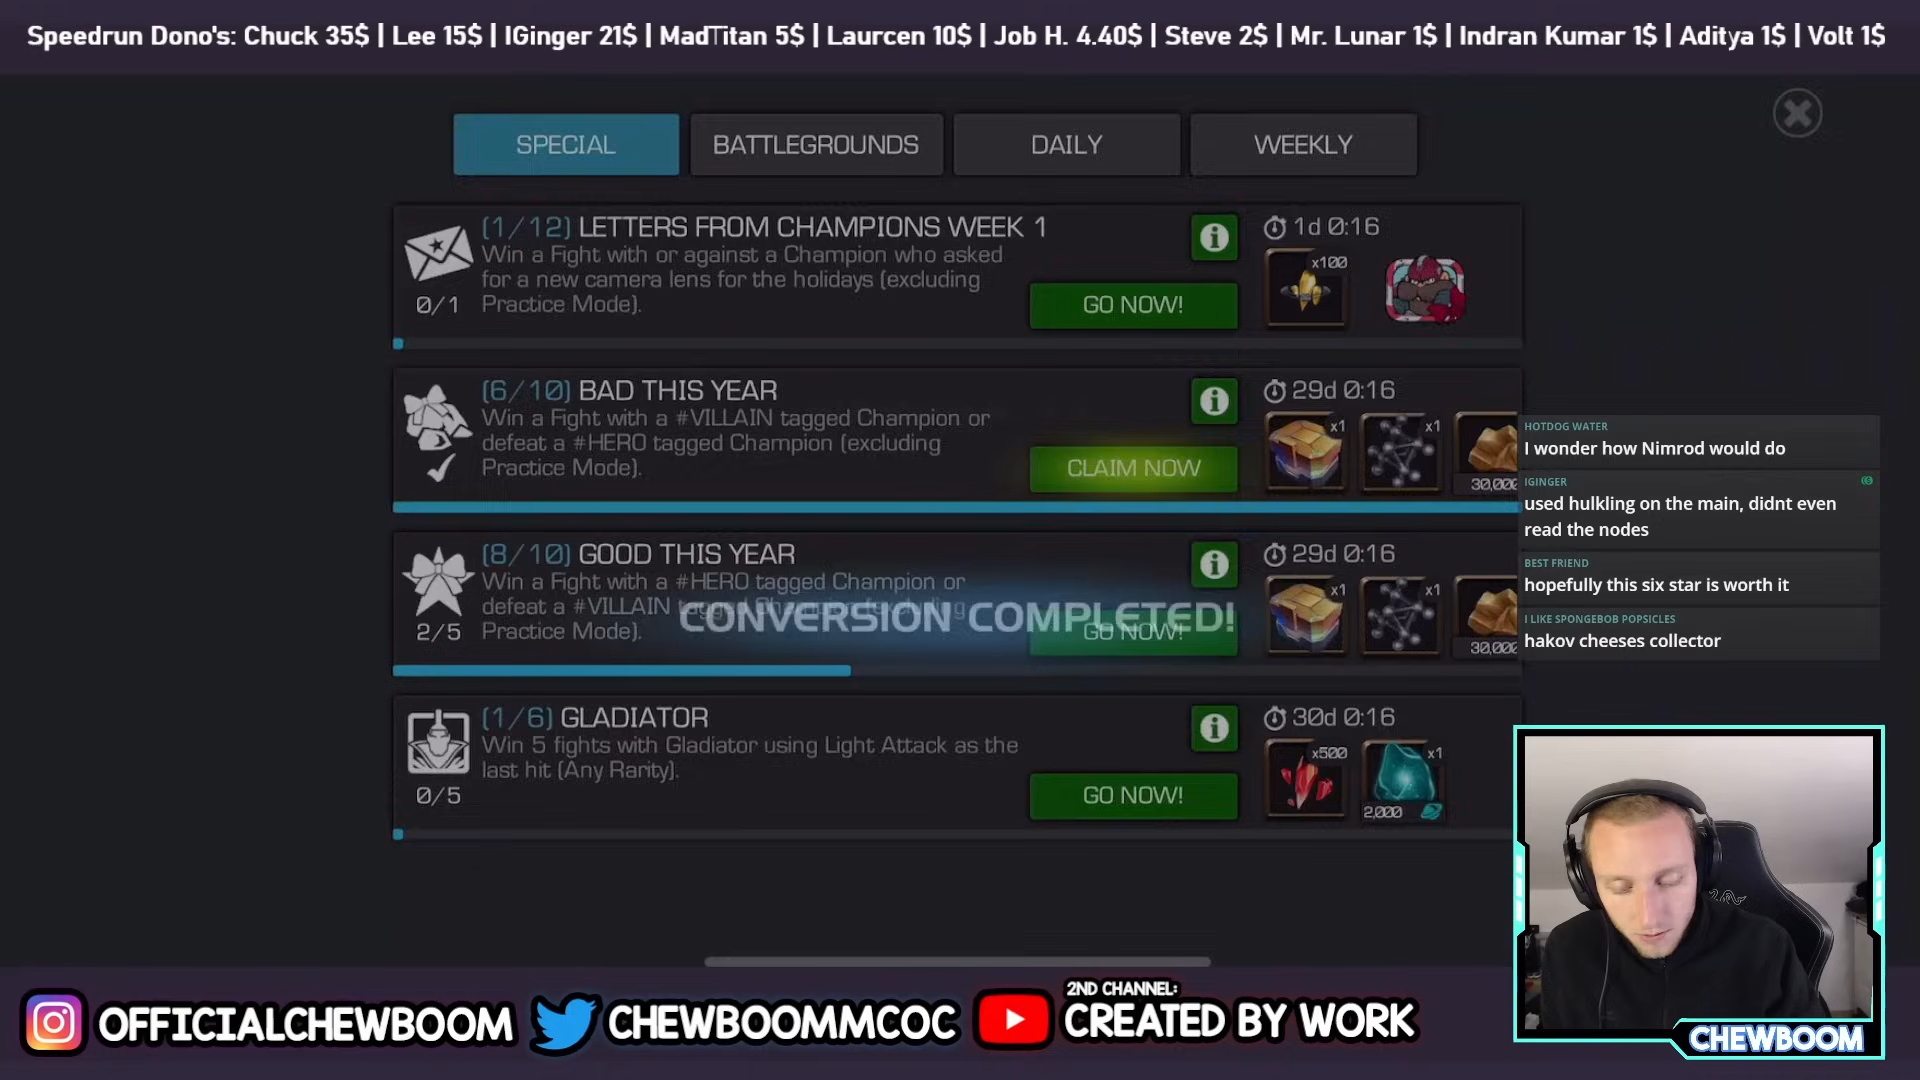 Speedrun Dono's: Chuck 35$ | Lee 15$ | IGinger 21$ | MadTitan 5$ | Laurcen 10$ | Job H. 4.40$ | Steve 2$ | Mr. Lunar 1$ | Indran Kumar 1$ | Aditya 1$ | Volt 1$
SPECIAL
BATTLEGROUNDS
DAILY
WEEKLY
(1/12) LETTERS FROM CHAMPIONS WEEK 1
Win a Fight with or against a Champion who asked
for a new camera lens for the holidays (excluding
Practice Mode).
0/1
GO NOW!
1d 0:16
x100
(6/10) BAD THIS YEAR
Win a Fight with a #VILLAIN tagged Champion or
defeat a #HERO tagged Champion (excluding
Practice Mode).
CLAIM NOW
29d 0:16
x1
x1
30,000
(8/10) GOOD THIS YEAR
Win a Fight with a #HERO tagged Champion or
defeat a #VILLAIN tagged Champion (excluding
Practice Mode).
2/5
CONVERSION COMPLETED!
GO NOW!
29d 0:16
x1
x1
30,000
(1/6) GLADIATOR
Win 5 fights with Gladiator using Light Attack as the
last hit (Any Rarity).
0/5
GO NOW!
30d 0:16
x500
x1
2,000
HOTDOG WATER
I wonder how Nimrod would do
IGINGER
used hulkling on the main, didnt even
read the nodes
BEST FRIEND
hopefully this six star is worth it
I LIKE SPONGEBOB POPSICLES
hakov cheeses collector
CHEWBOOM
OFFICIALCHEWBOOM
CHEWBOOMMCOC
2ND CHANNEL:
CREATED BY WORK